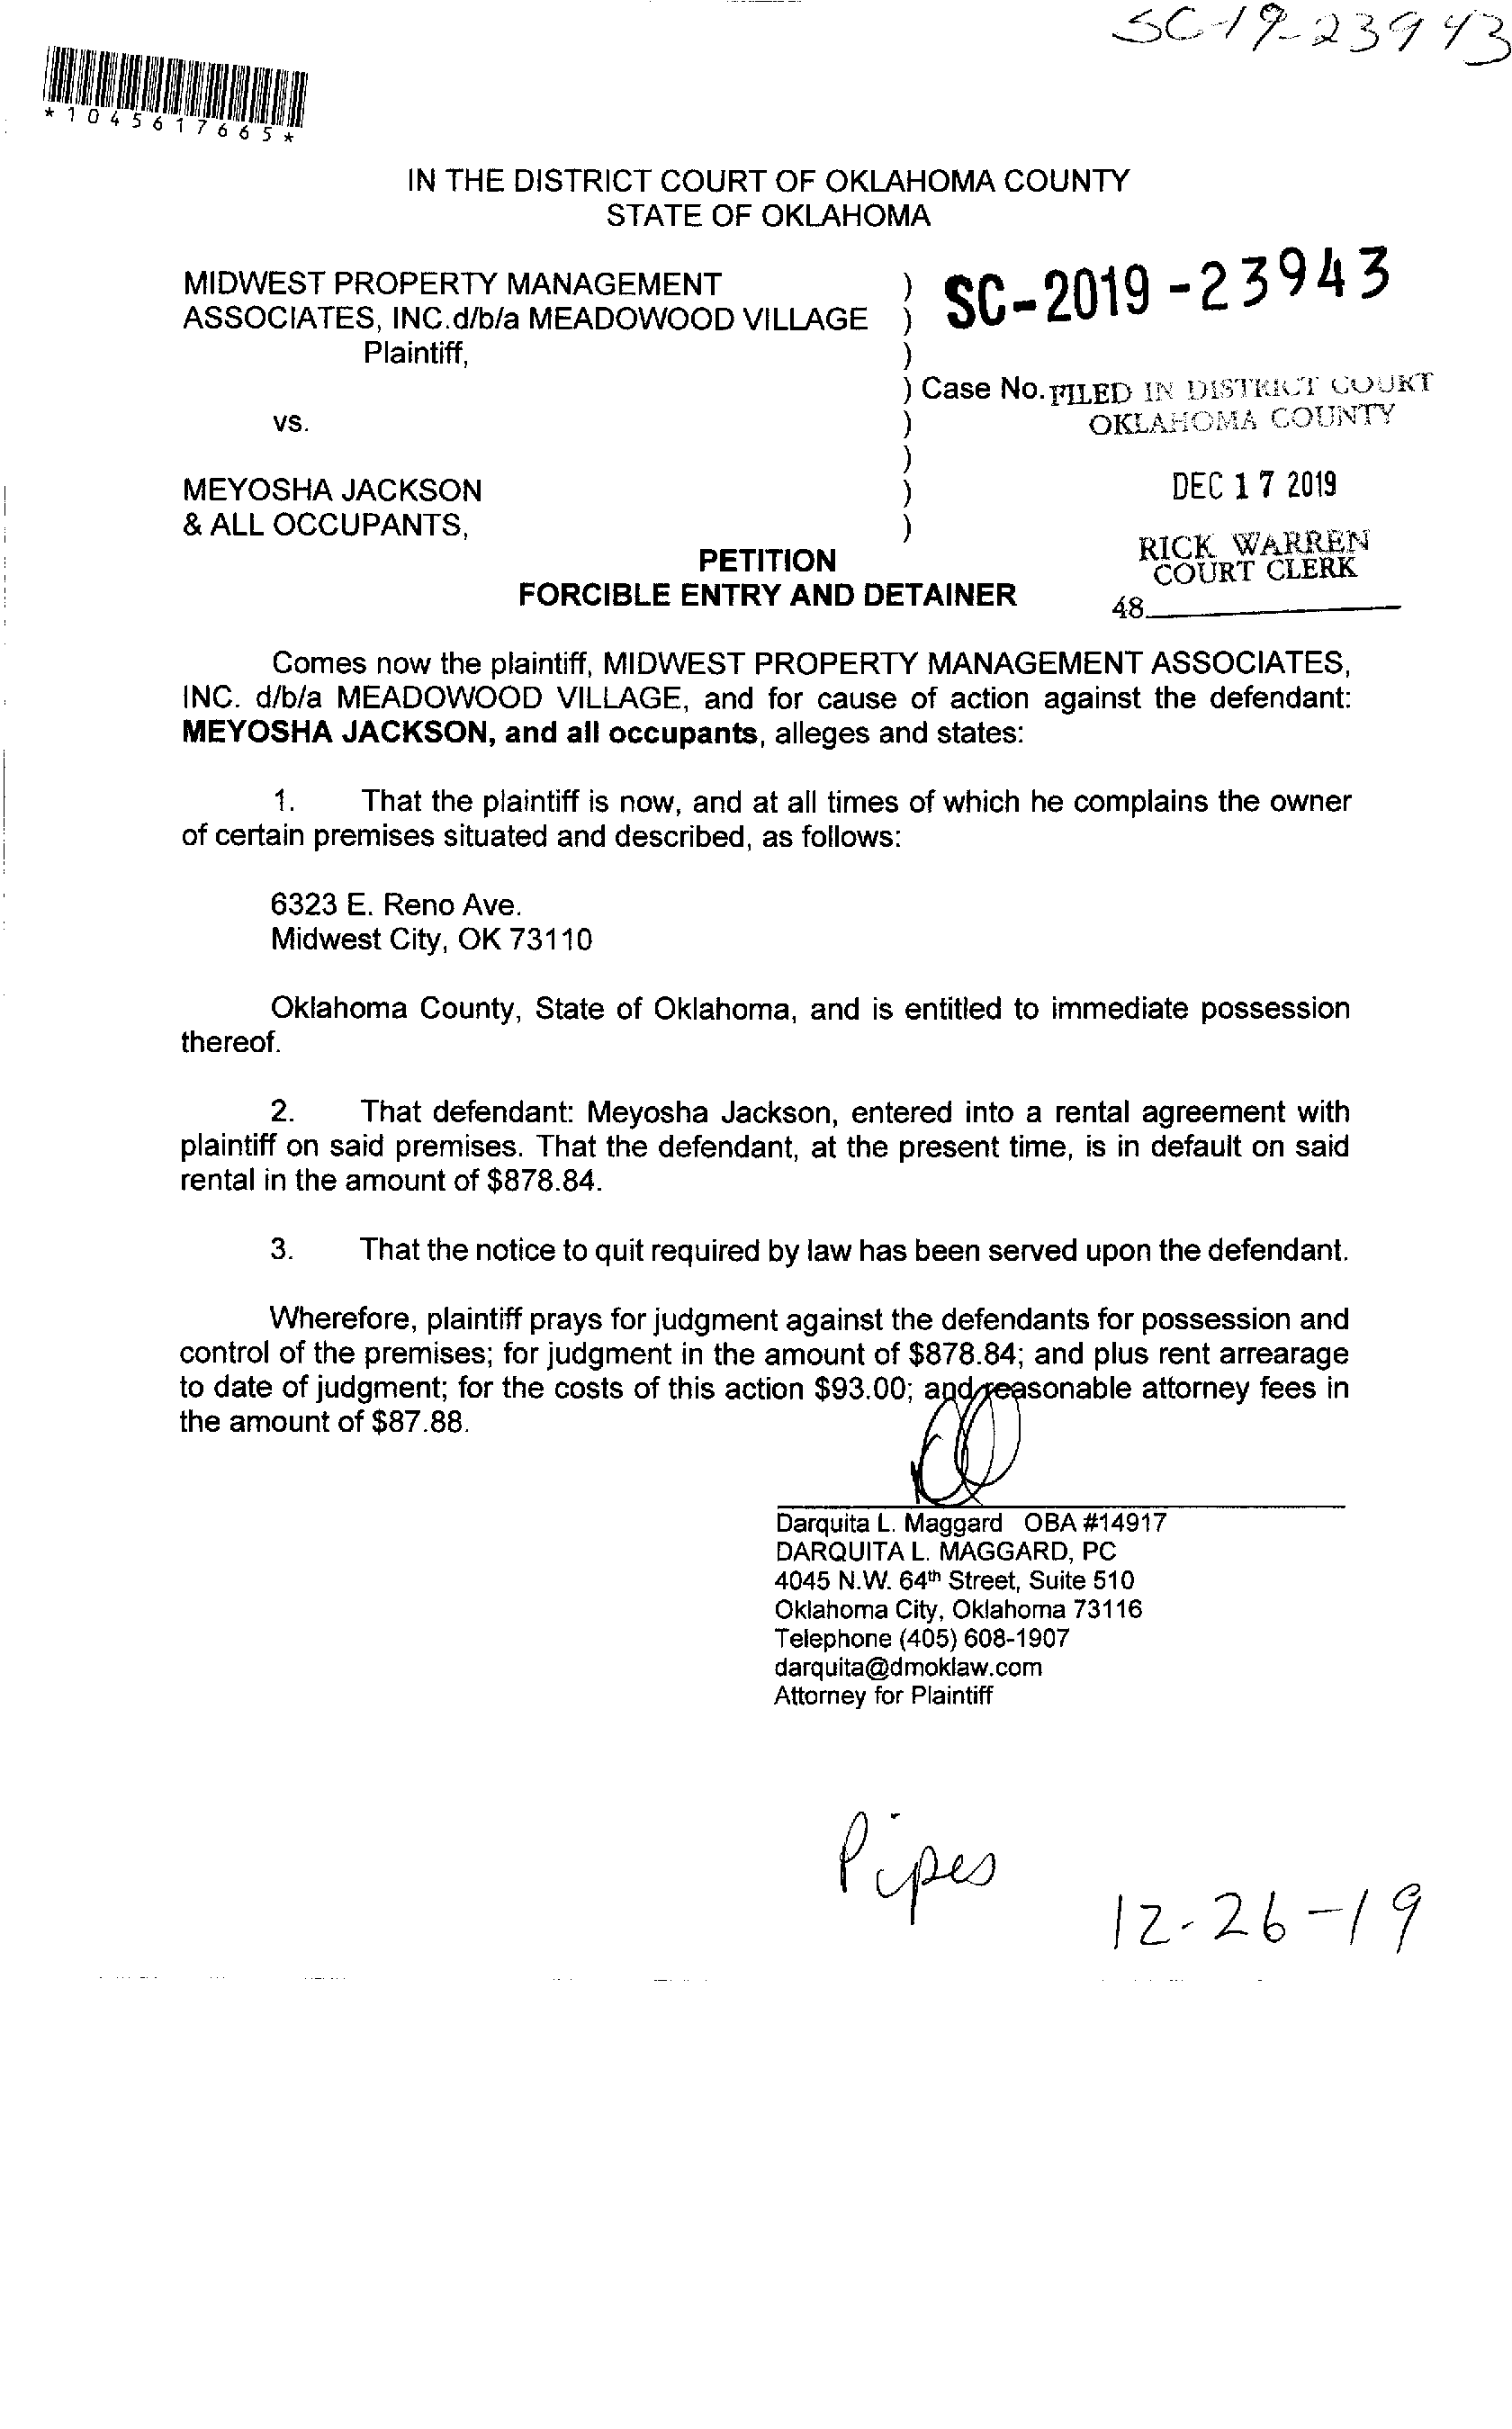 SC-19-23943
*1045617665*
IN THE DISTRICT COURT OF OKLAHOMA COUNTY
STATE OF OKLAHOMA
MIDWEST PROPERTY MANAGEMENT )
ASSOCIATES, INC.d/b/a MEADOWOOD VILLAGE )
SC-2019-23943
Plaintiff, )
) Case No.
FILED IN DISTRICT COURT
vs. )
OKLAHOMA COUNTY
)
MEYOSHA JACKSON )
DEC 17 2019
& ALL OCCUPANTS, )
RICK WARREN
COURT CLERK
48
PETITION
FORCIBLE ENTRY AND DETAINER
Comes now the plaintiff, MIDWEST PROPERTY MANAGEMENT ASSOCIATES,
INC. d/b/a MEADOWOOD VILLAGE, and for cause of action against the defendant:
MEYOSHA JACKSON, and all occupants, alleges and states:
1. That the plaintiff is now, and at all times of which he complains the owner
of certain premises situated and described, as follows:
6323 E. Reno Ave.
Midwest City, OK 73110
Oklahoma County, State of Oklahoma, and is entitled to immediate possession
thereof.
2. That defendant: Meyosha Jackson, entered into a rental agreement with
plaintiff on said premises. That the defendant, at the present time, is in default on said
rental in the amount of $878.84.
3. That the notice to quit required by law has been served upon the defendant.
Wherefore, plaintiff prays for judgment against the defendants for possession and
control of the premises; for judgment in the amount of $878.84; and plus rent arrearage
to date of judgment; for the costs of this action $93.00; and reasonable attorney fees in
the amount of $87.88.
Darquita L. Maggard OBA #14917
DARQUITA L. MAGGARD, PC
4045 N.W. 64th Street, Suite 510
Oklahoma City, Oklahoma 73116
Telephone (405) 608-1907
darquita@dmoklaw.com
Attorney for Plaintiff
Pipes
12-26-19